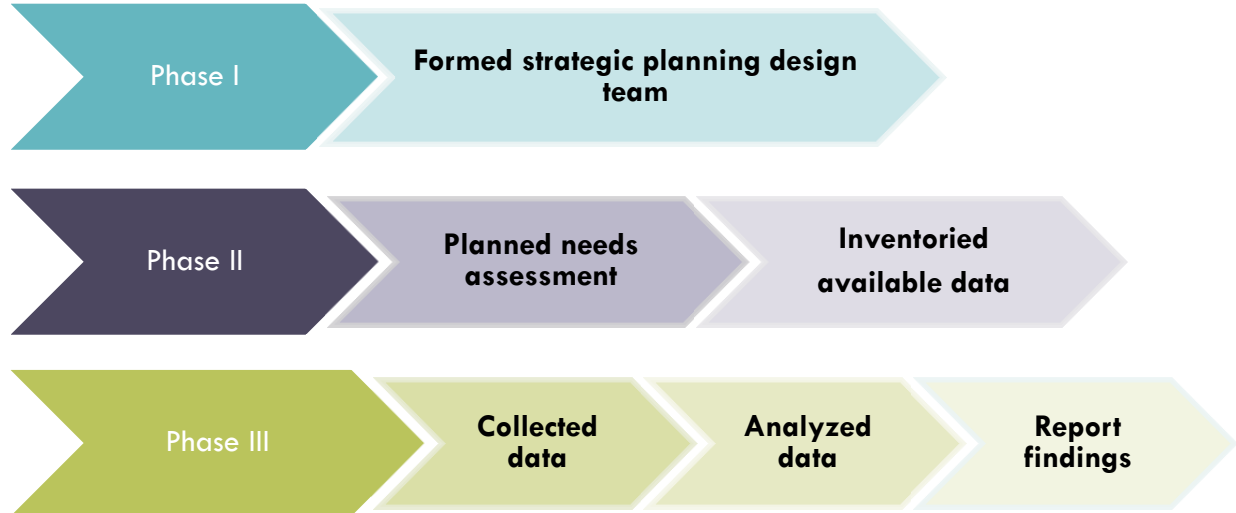 Phase I
Formed strategic planning design
team
Phase II
Planned needs
assessment
Inventoried
available data
Phase III
Collected
data
Analyzed
data
Report
findings